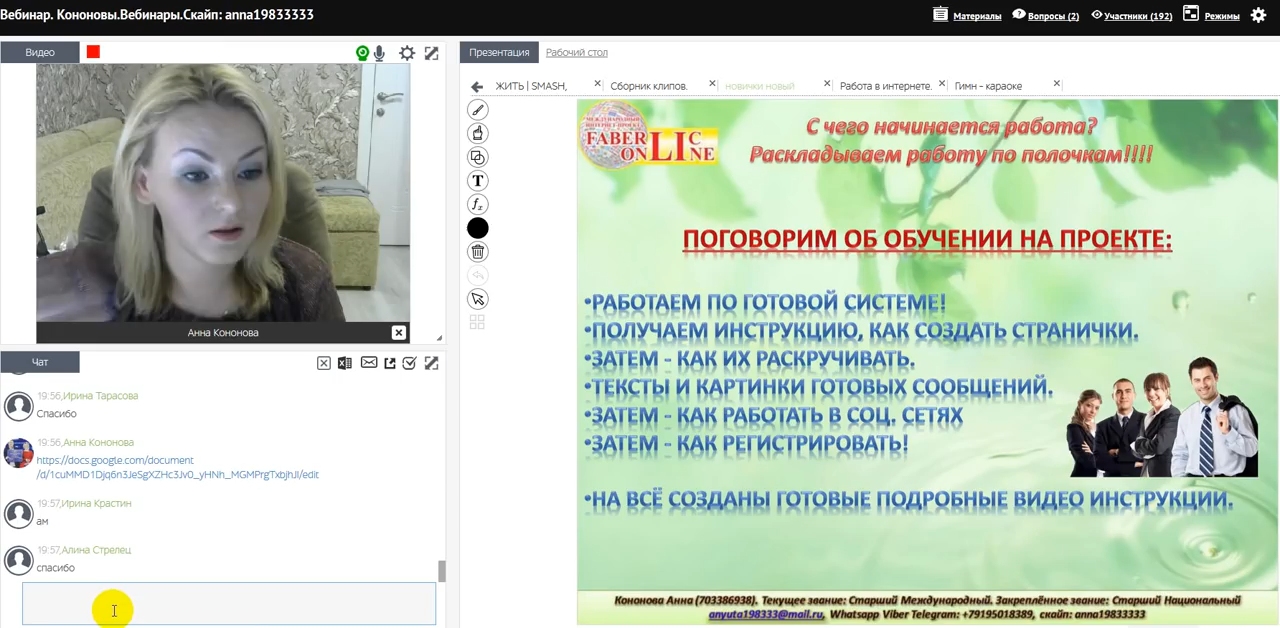 Вебинар. Кононовы.Вебинары.Скайп: anna19833333
Материалы
Вопросы (2)
Участники (192)
Режимы
Видео
Анна Кононова
Чат
19:56,Ирина Тарасова
Спасибо
19:56,Анна Кононова
https://docs.google.com/document
/d/1cuMMD1Djq6n3JeSgXZHc3Jv0_yHNh_MGMPrgTxbjhJI/edit
19:57,Ирина Крастин
ам
19:57,Алина Стрелец
спасибо
Презентация
Рабочий стол
ЖИТЬ | SMASH,
Сборник клипов.
новички новый
Работа в интернете.
Гимн - караоке
T
fx
МЕЖДУНАРОДНЫЙ
ИНТЕРНЕТ-ПРОЕКТ
FABERLIC
ONLINE
С чего начинается работа?
Раскладываем работу по полочкам!!!!
ПОГОВОРИМ ОБ ОБУЧЕНИИ НА ПРОЕКТЕ:
•РАБОТАЕМ ПО ГОТОВОЙ СИСТЕМЕ!
•ПОЛУЧАЕМ ИНСТРУКЦИЮ, КАК СОЗДАТЬ СТРАНИЧКИ.
•ЗАТЕМ - КАК ИХ РАСКРУЧИВАТЬ.
•ТЕКСТЫ И КАРТИНКИ ГОТОВЫХ СООБЩЕНИЙ.
•ЗАТЕМ - КАК РАБОТАТЬ В СОЦ. СЕТЯХ
•ЗАТЕМ - КАК РЕГИСТРИРОВАТЬ!
•НА ВСЁ СОЗДАНЫ ГОТОВЫЕ ПОДРОБНЫЕ ВИДЕО ИНСТРУКЦИИ.
Кононова Анна (703386938). Текущее звание: Старший Международный. Закреплённое звание: Старший Национальный
anyuta198333@mail.ru, Whatsapp Viber Telegram: +79195018389, скайп: anna19833333